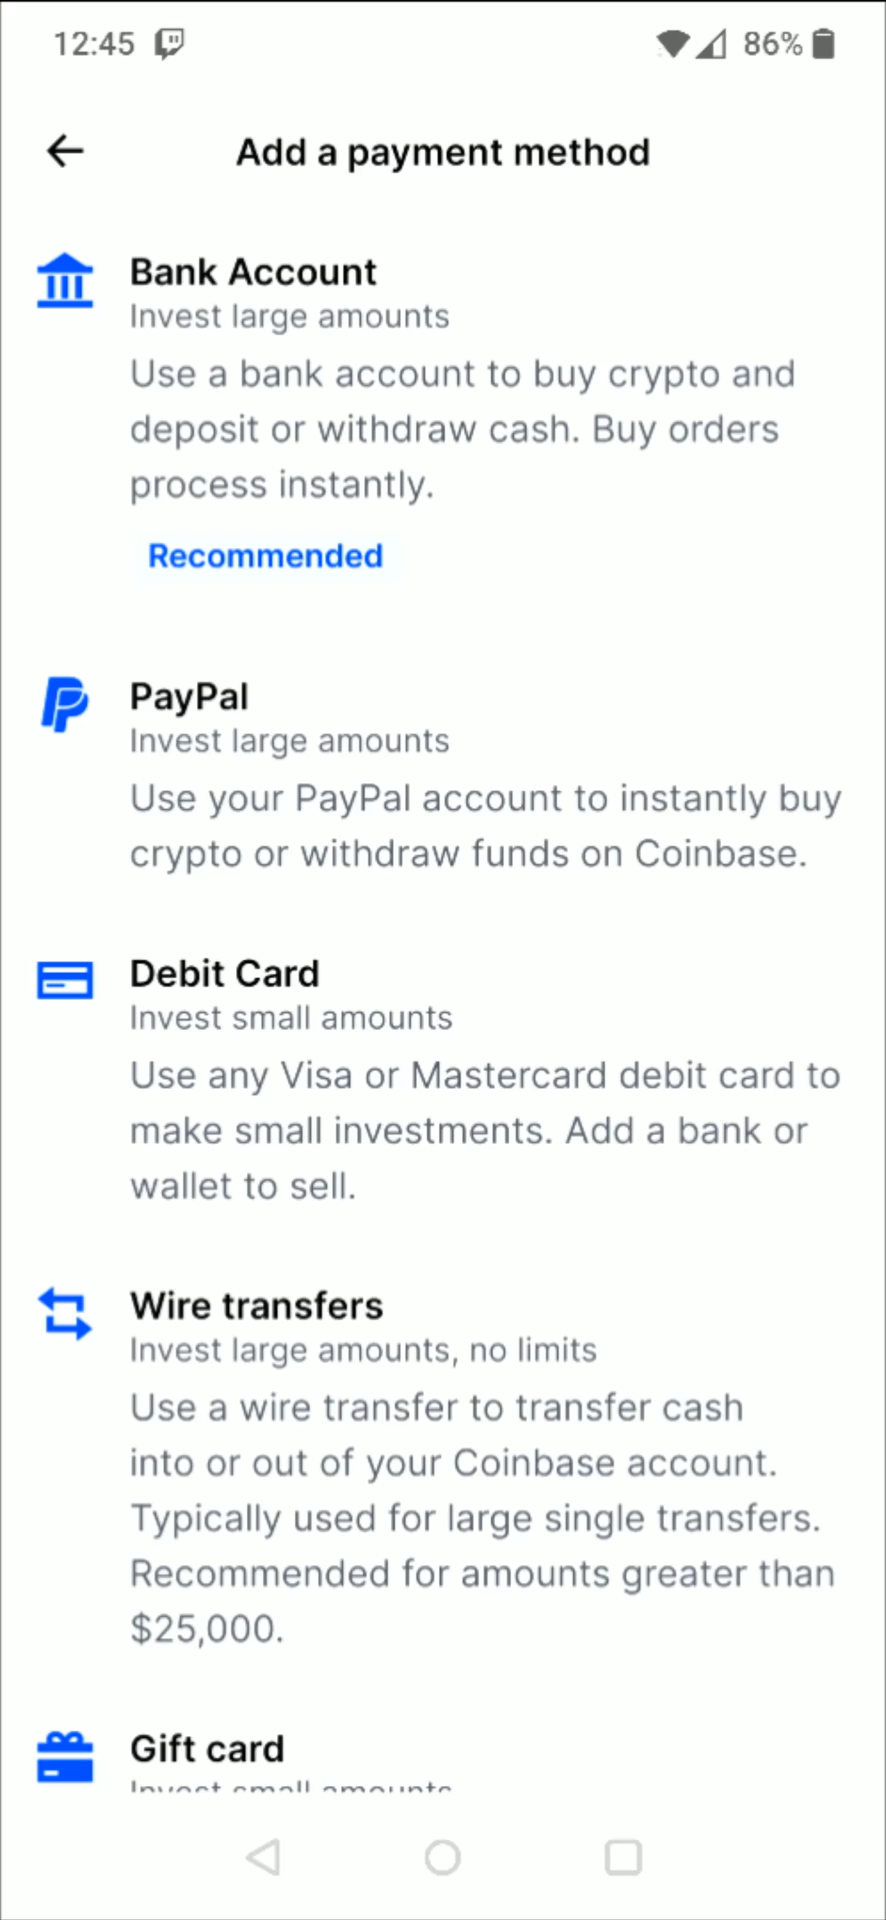 12:45
86%
Add a payment method
Bank Account
Invest large amounts
Use a bank account to buy crypto and
deposit or withdraw cash. Buy orders
process instantly.
Recommended
PayPal
Invest large amounts
Use your PayPal account to instantly buy
crypto or withdraw funds on Coinbase.
Debit Card
Invest small amounts
Use any Visa or Mastercard debit card to
make small investments. Add a bank or
wallet to sell.
Wire transfers
Invest large amounts, no limits
Use a wire transfer to transfer cash
into or out of your Coinbase account.
Typically used for large single transfers.
Recommended for amounts greater than
$25,000.
Gift card
Invest small amounts